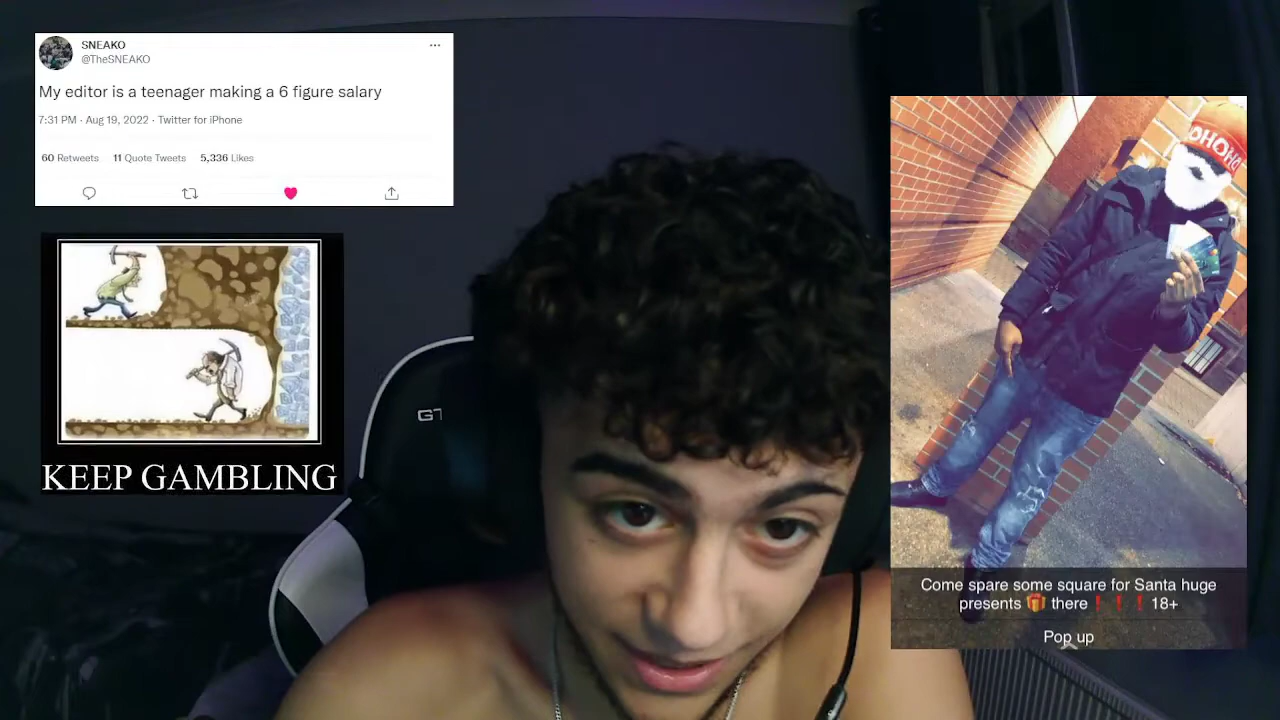 SNEAKO
@TheSNEAKO
My editor is a teenager making a 6 figure salary
7:31 PM · Aug 19, 2022 · Twitter for iPhone
60 Retweets 11 Quote Tweets 5,336 Likes
KEEP GAMBLING
HOHOHO
Come spare some square for Santa huge
presents 🎁 there❗❗❗18+
Pop up